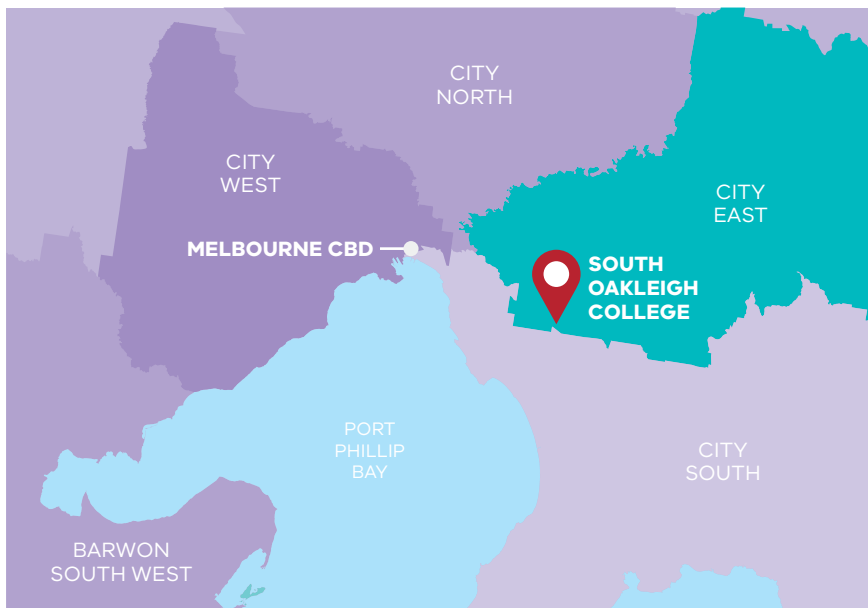 CITY
NORTH
CITY
WEST
CITY
EAST
MELBOURNE CBD
SOUTH
OAKLEIGH
COLLEGE
PORT
PHILLIP
BAY
CITY
SOUTH
BARWON
SOUTH WEST